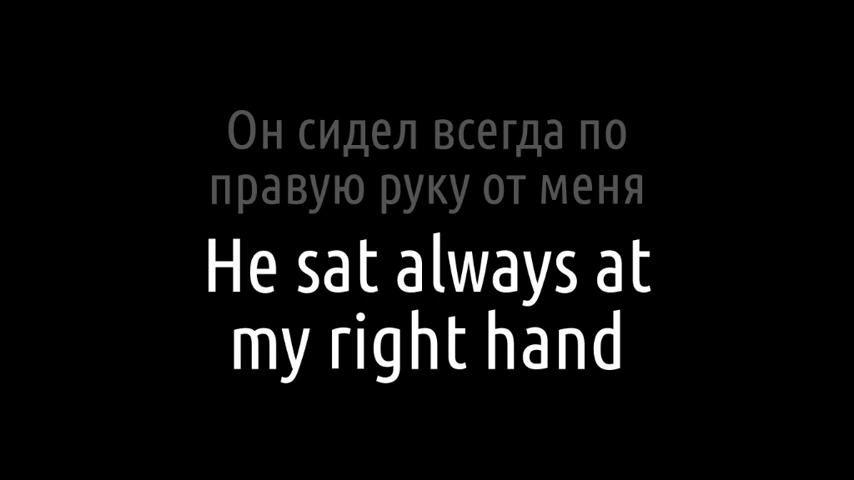 Он сидел всегда по
правую руку от меня
He sat always at
my right hand